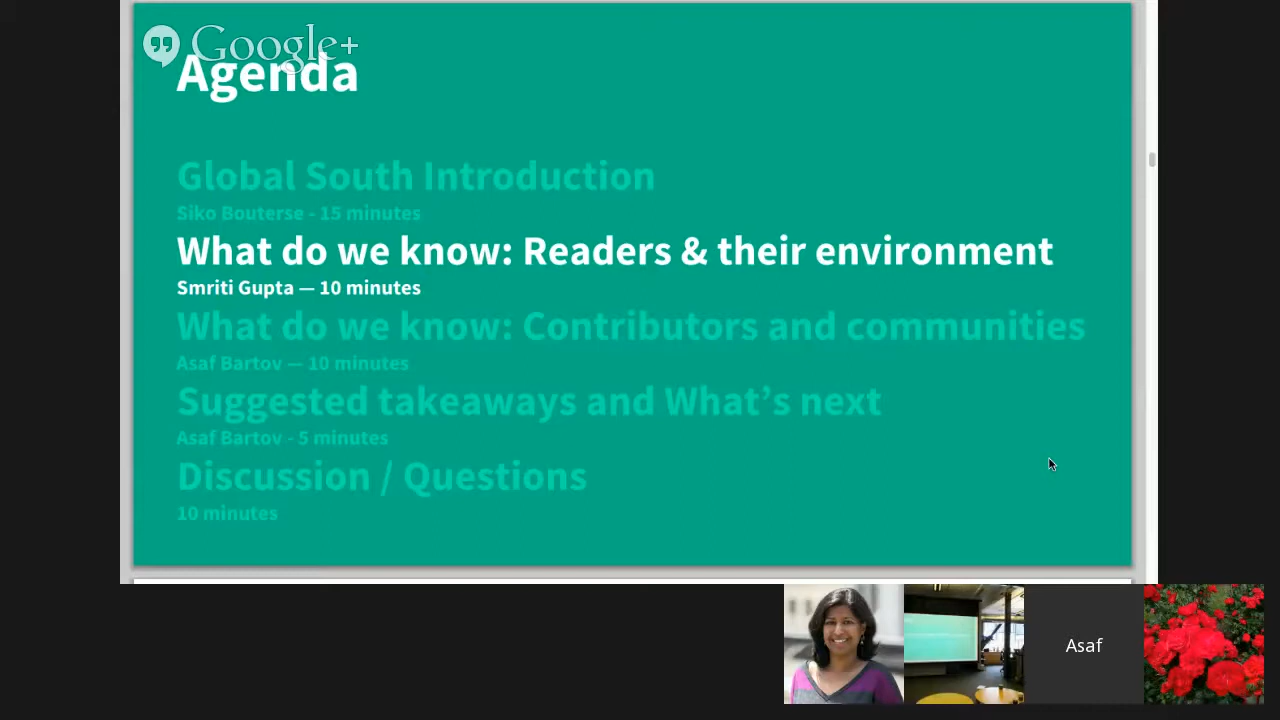 Google+
Agenda
Global South Introduction
Siko Bouterse - 15 minutes
What do we know: Readers & their environment
Smriti Gupta — 10 minutes
What do we know: Contributors and communities
Asaf Bartov — 10 minutes
Suggested takeaways and What’s next
Asaf Bartov - 5 minutes
Discussion / Questions
10 minutes
Asaf